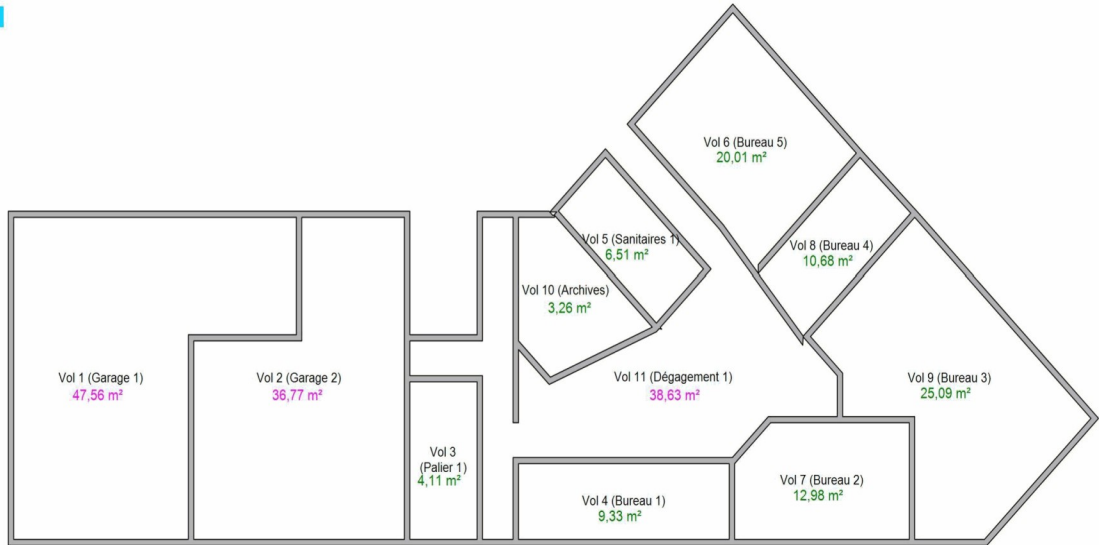 Vol 6 (Bureau 5)
20,01 m²
Vol 5 (Sanitaires 1)
6,51 m²
Vol 8 (Bureau 4)
10,68 m²
Vol 10 (Archives)
3,26 m²
Vol 1 (Garage 1)
47,56 m²
Vol 2 (Garage 2)
36,77 m²
Vol 11 (Dégagement 1)
38,63 m²
Vol 9 (Bureau 3)
25,09 m²
Vol 3
(Palier 1)
4,11 m²
Vol 4 (Bureau 1)
9,33 m²
Vol 7 (Bureau 2)
12,98 m²